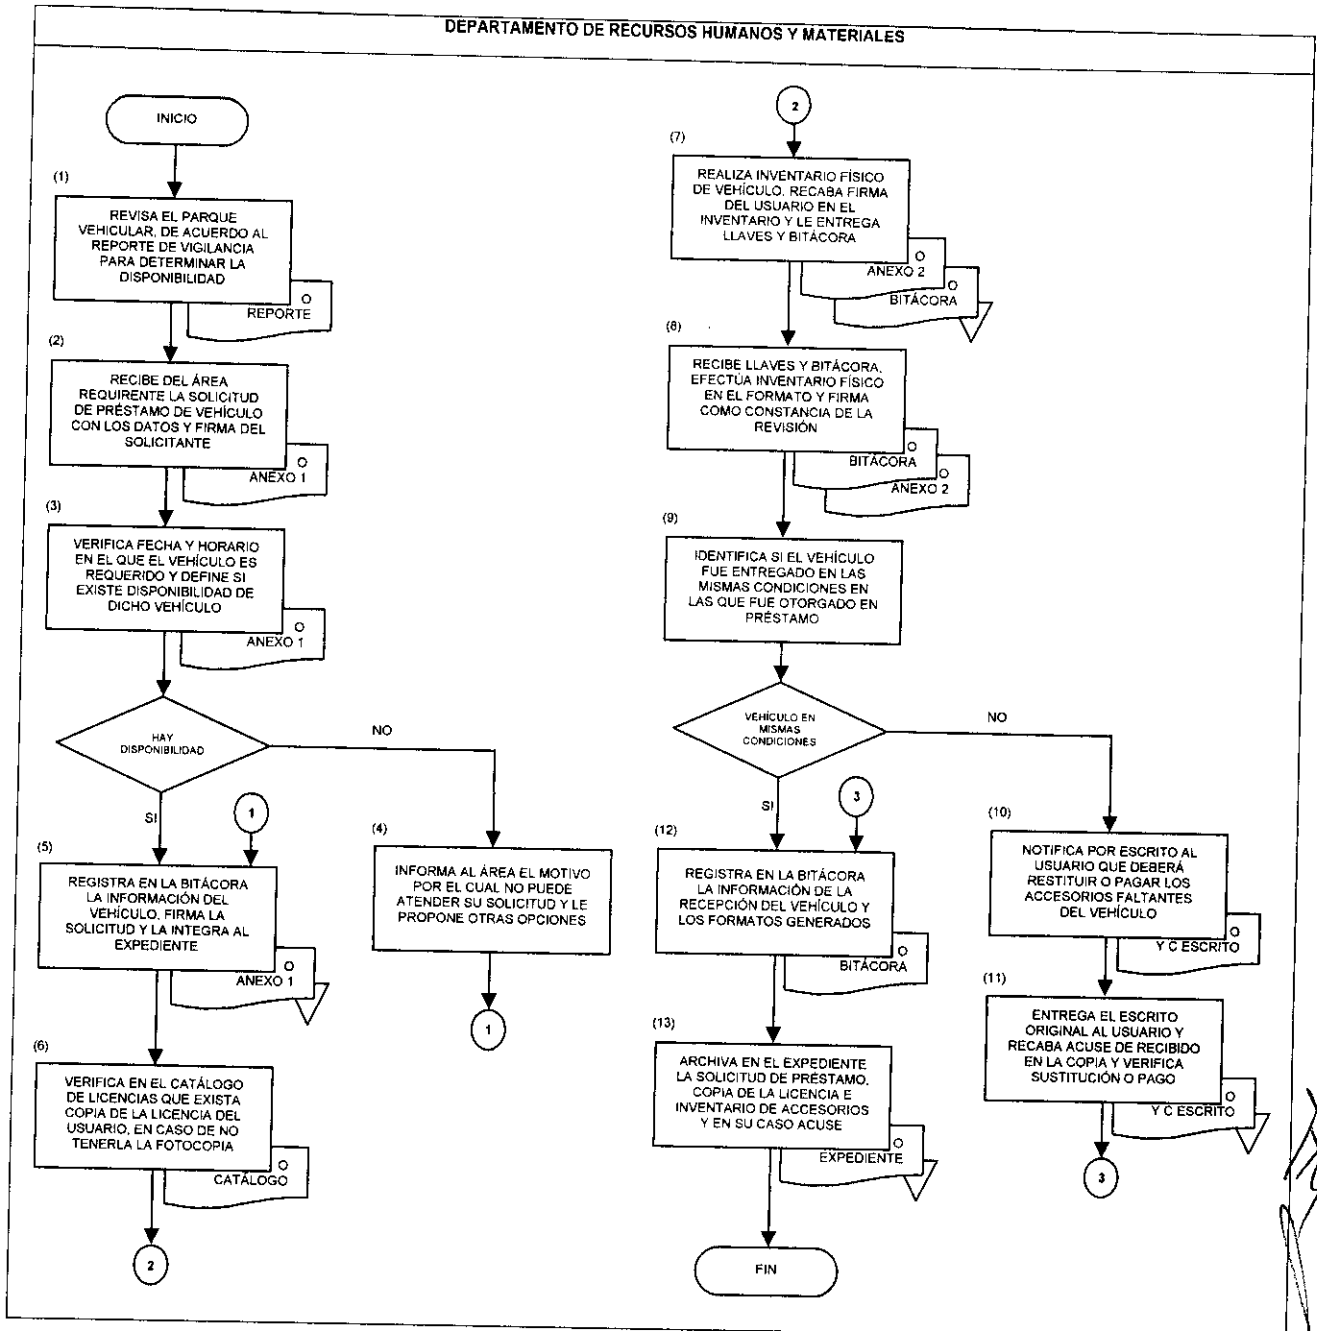 DEPARTAMENTO DE RECURSOS HUMANOS Y MATERIALES
INICIO
(1)
REVISA EL PARQUE
VEHICULAR, DE ACUERDO AL
REPORTE DE VIGILANCIA
PARA DETERMINAR LA
DISPONIBILIDAD
O
REPORTE
(2)
RECIBE DEL ÁREA
REQUIRENTE LA SOLICITUD
DE PRÉSTAMO DE VEHÍCULO
CON LOS DATOS Y FIRMA DEL
SOLICITANTE
O
ANEXO 1
(3)
VERIFICA FECHA Y HORARIO
EN EL QUE EL VEHÍCULO ES
REQUERIDO Y DEFINE SI
EXISTE DISPONIBILIDAD DE
DICHO VEHÍCULO
O
ANEXO 1
HAY
DISPONIBILIDAD
NO
SI
1
(4)
INFORMA AL ÁREA EL MOTIVO
POR EL CUAL NO PUEDE
ATENDER SU SOLICITUD Y LE
PROPONE OTRAS OPCIONES
1
(5)
REGISTRA EN LA BITÁCORA
LA INFORMACIÓN DEL
VEHÍCULO, FIRMA LA
SOLICITUD Y LA INTEGRA AL
EXPEDIENTE
O
ANEXO 1
(6)
VERIFICA EN EL CATÁLOGO
DE LICENCIAS QUE EXISTA
COPIA DE LA LICENCIA DEL
USUARIO, EN CASO DE NO
TENERLA LA FOTOCOPIA
O
CATÁLOGO
2
2
(7)
REALIZA INVENTARIO FÍSICO
DE VEHÍCULO, RECABA FIRMA
DEL USUARIO EN EL
INVENTARIO Y LE ENTREGA
LLAVES Y BITÁCORA
O
ANEXO 2
O
BITÁCORA
(8)
RECIBE LLAVES Y BITÁCORA,
EFECTÚA INVENTARIO FÍSICO
EN EL FORMATO Y FIRMA
COMO CONSTANCIA DE LA
REVISIÓN
O
BITÁCORA
O
ANEXO 2
(9)
IDENTIFICA SI EL VEHÍCULO
FUE ENTREGADO EN LAS
MISMAS CONDICIONES EN
LAS QUE FUE OTORGADO EN
PRÉSTAMO
VEHÍCULO EN
MISMAS
CONDICIONES
NO
SI
3
(10)
NOTIFICA POR ESCRITO AL
USUARIO QUE DEBERÁ
RESTITUIR O PAGAR LOS
ACCESORIOS FALTANTES
DEL VEHÍCULO
O
Y C ESCRITO
(11)
ENTREGA EL ESCRITO
ORIGINAL AL USUARIO Y
RECABA ACUSE DE RECIBIDO
EN LA COPIA Y VERIFICA
SUSTITUCIÓN O PAGO
O
Y C ESCRITO
3
(12)
REGISTRA EN LA BITÁCORA
LA INFORMACIÓN DE LA
RECEPCIÓN DEL VEHÍCULO Y
LOS FORMATOS GENERADOS
O
BITÁCORA
(13)
ARCHIVA EN EL EXPEDIENTE
LA SOLICITUD DE PRÉSTAMO,
COPIA DE LA LICENCIA E
INVENTARIO DE ACCESORIOS
Y EN SU CASO ACUSE
O
EXPEDIENTE
FIN